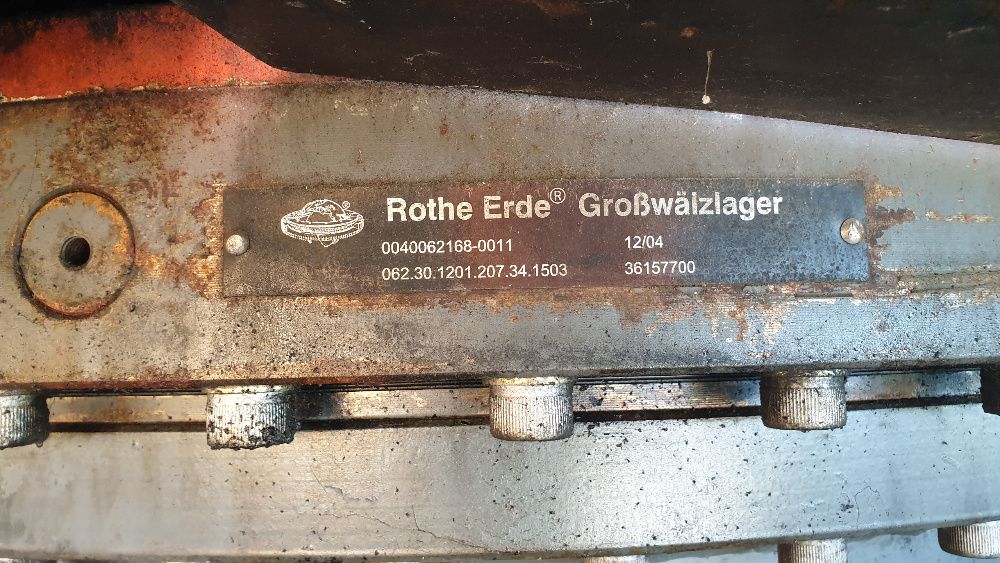 Rothe Erde® Großwälzlager
0040062168-0011 12/04
062.30.1201.207.34.1503 36157700